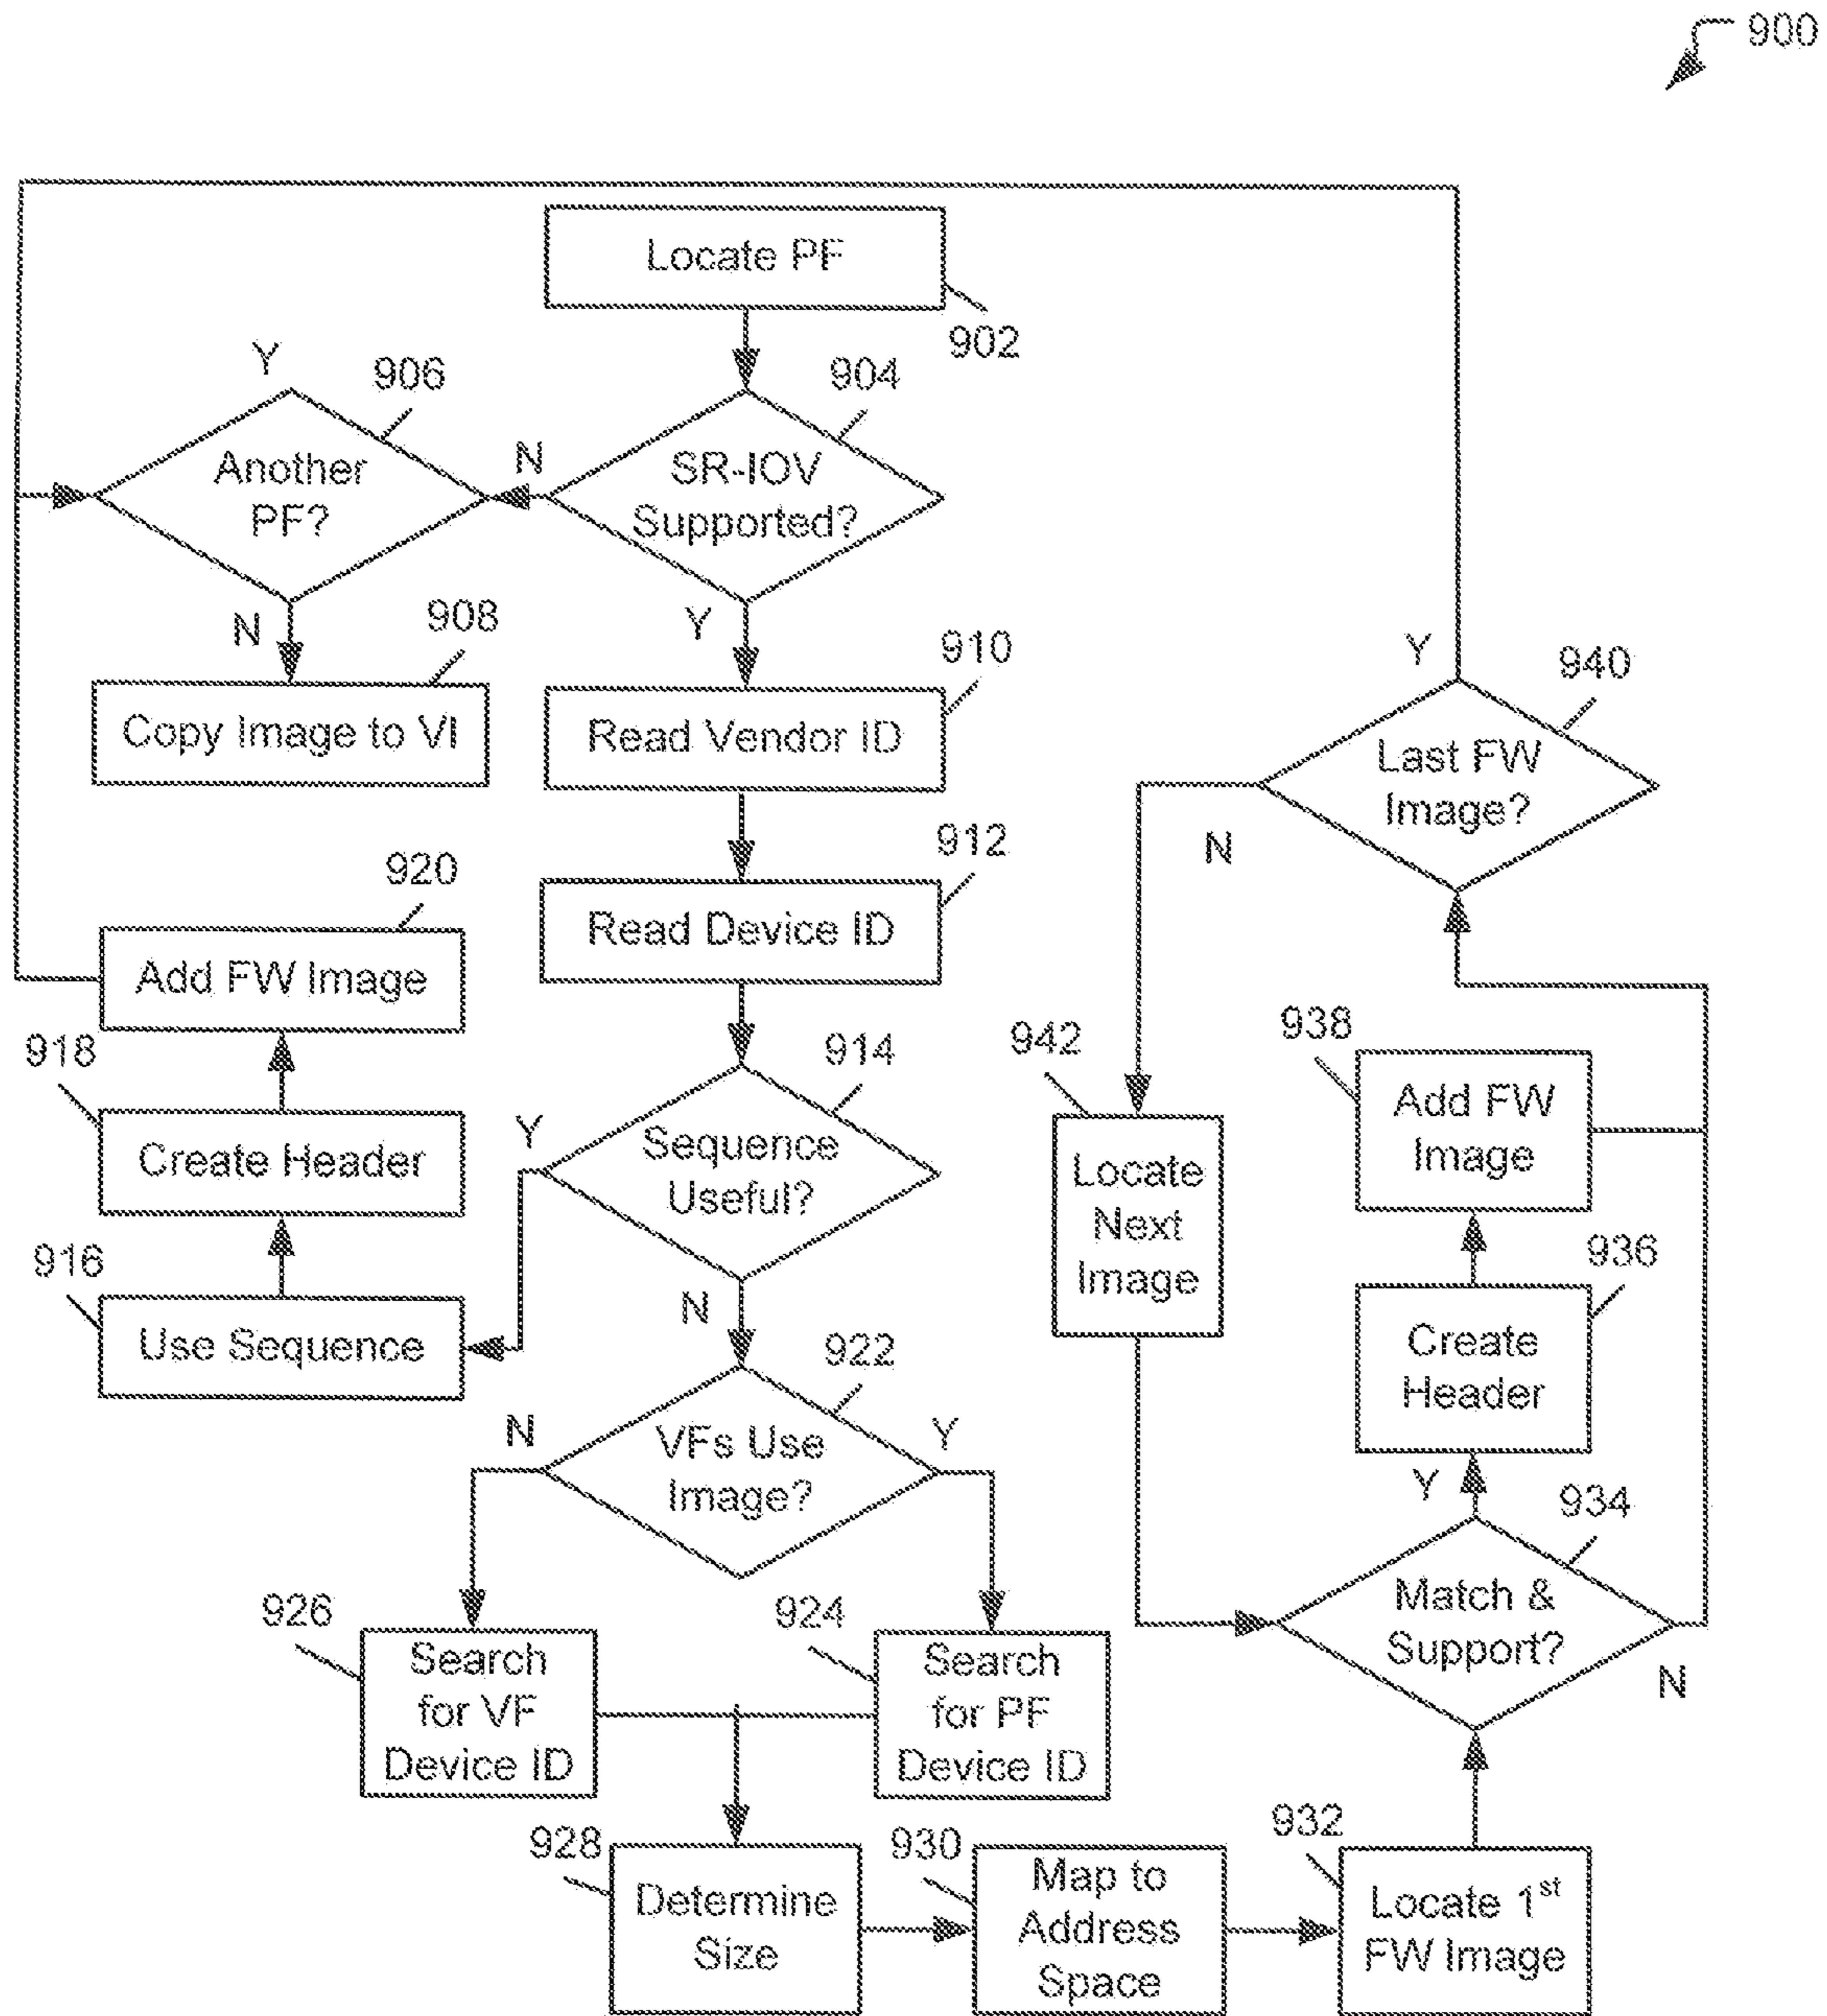 900
Locate PF
902
Y
906
904
Another
PF?
N
SR-IOV
Supported?
N
908
Y
910
Copy Image to VI
Read Vendor ID
Y
940
Last FW
Image?
N
912
Read Device ID
920
Add FW Image
918
Create Header
916
Use Sequence
914
Y
Sequence
Useful?
N
942
Locate
Next
Image
938
Add FW
Image
936
Create
Header
922
N
VFs Use
Image?
Y
Y
934
Match &
Support?
N
926
Search
for VF
Device ID
924
Search
for PF
Device ID
928
Determine
Size
930
Map to
Address
Space
932
Locate 1st
FW Image